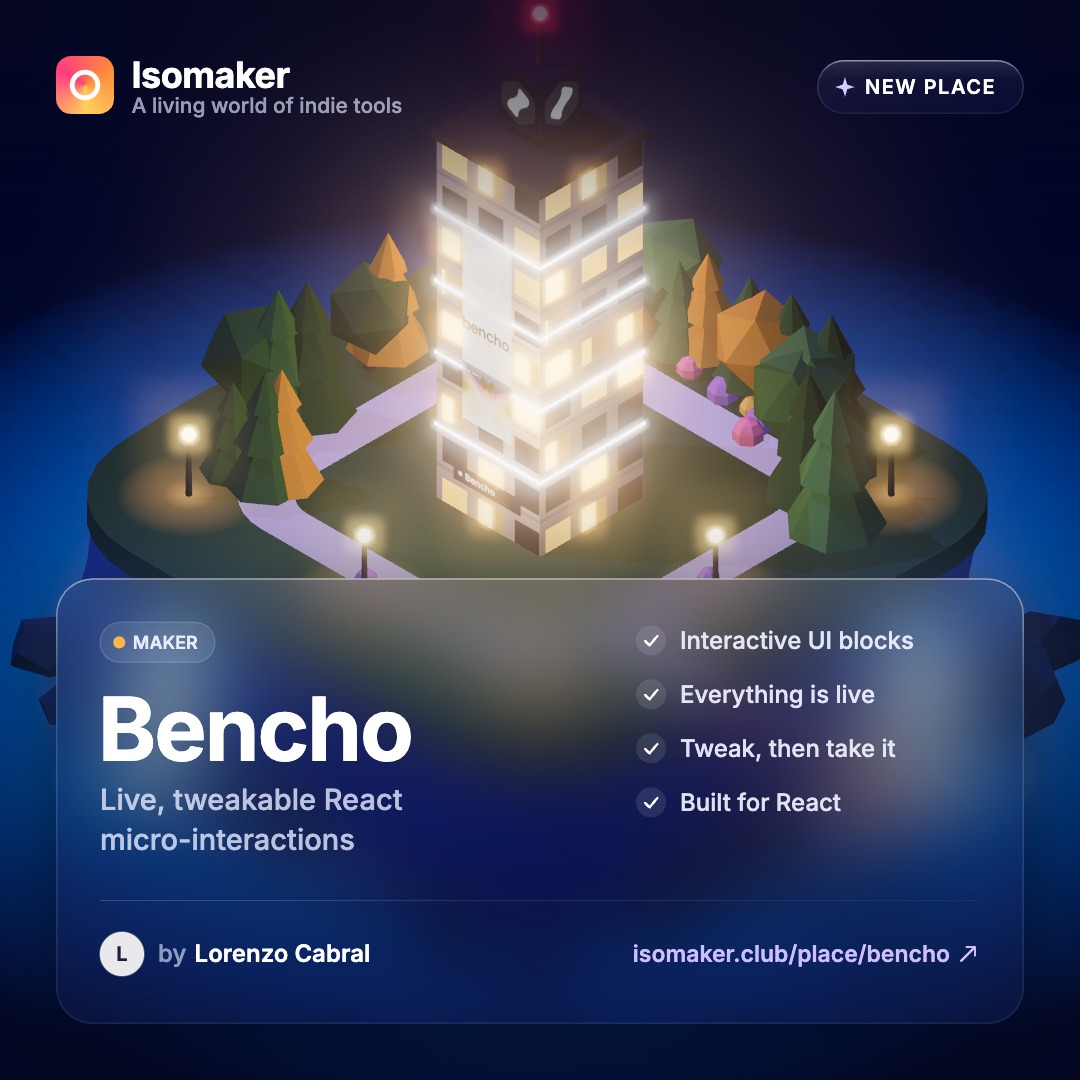 Isomaker
A living world of indie tools
NEW PLACE
bencho
Bencho
MAKER
Bencho
Live, tweakable React
micro-interactions
Interactive UI blocks
Everything is live
Tweak, then take it
Built for React
L
by Lorenzo Cabral
isomaker.club/place/bencho ↗